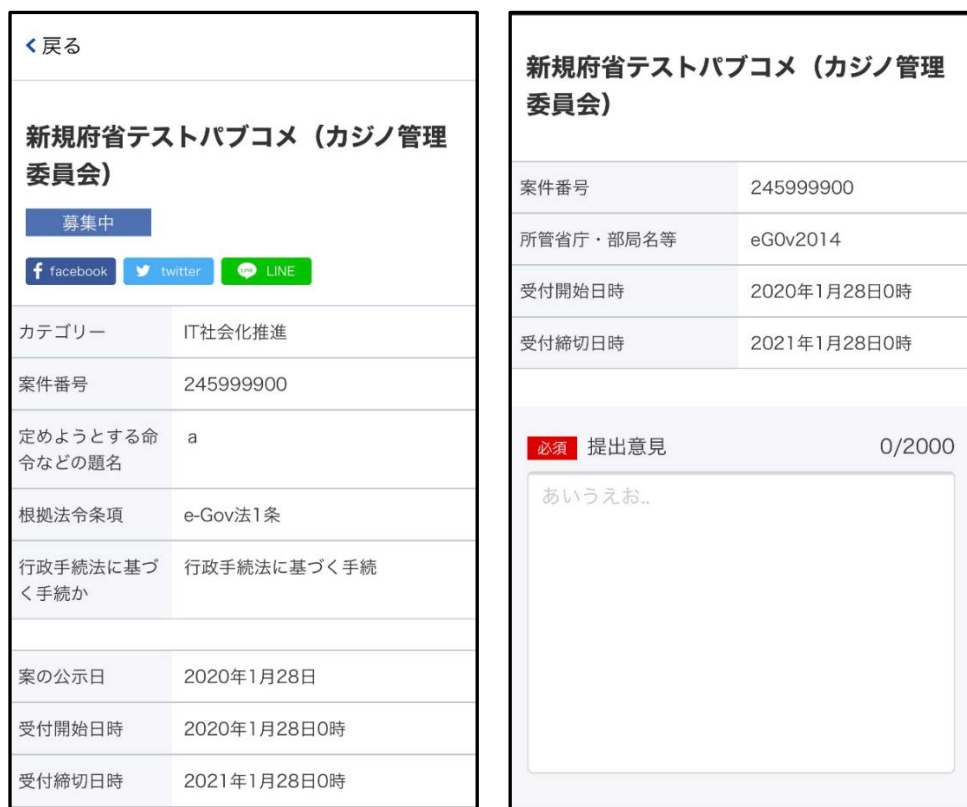 戻る
新規府省テストパブコメ（カジノ管理
委員会）
募集中
facebook
twitter
LINE
カテゴリー IT社会化推進
案件番号 245999900
定めようとする命 a
令などの題名
根拠法令条項 e-Gov法1条
行政手続法に基づ 行政手続法に基づく手続
く手続か
案の公示日 2020年1月28日
受付開始日時 2020年1月28日0時
受付締切日時 2021年1月28日0時
新規府省テストパブコメ（カジノ管理
委員会）
案件番号 245999900
所管省庁・部局名等 eG0v2014
受付開始日時 2020年1月28日0時
受付締切日時 2021年1月28日0時
必須 提出意見 0/2000
あいうえお..